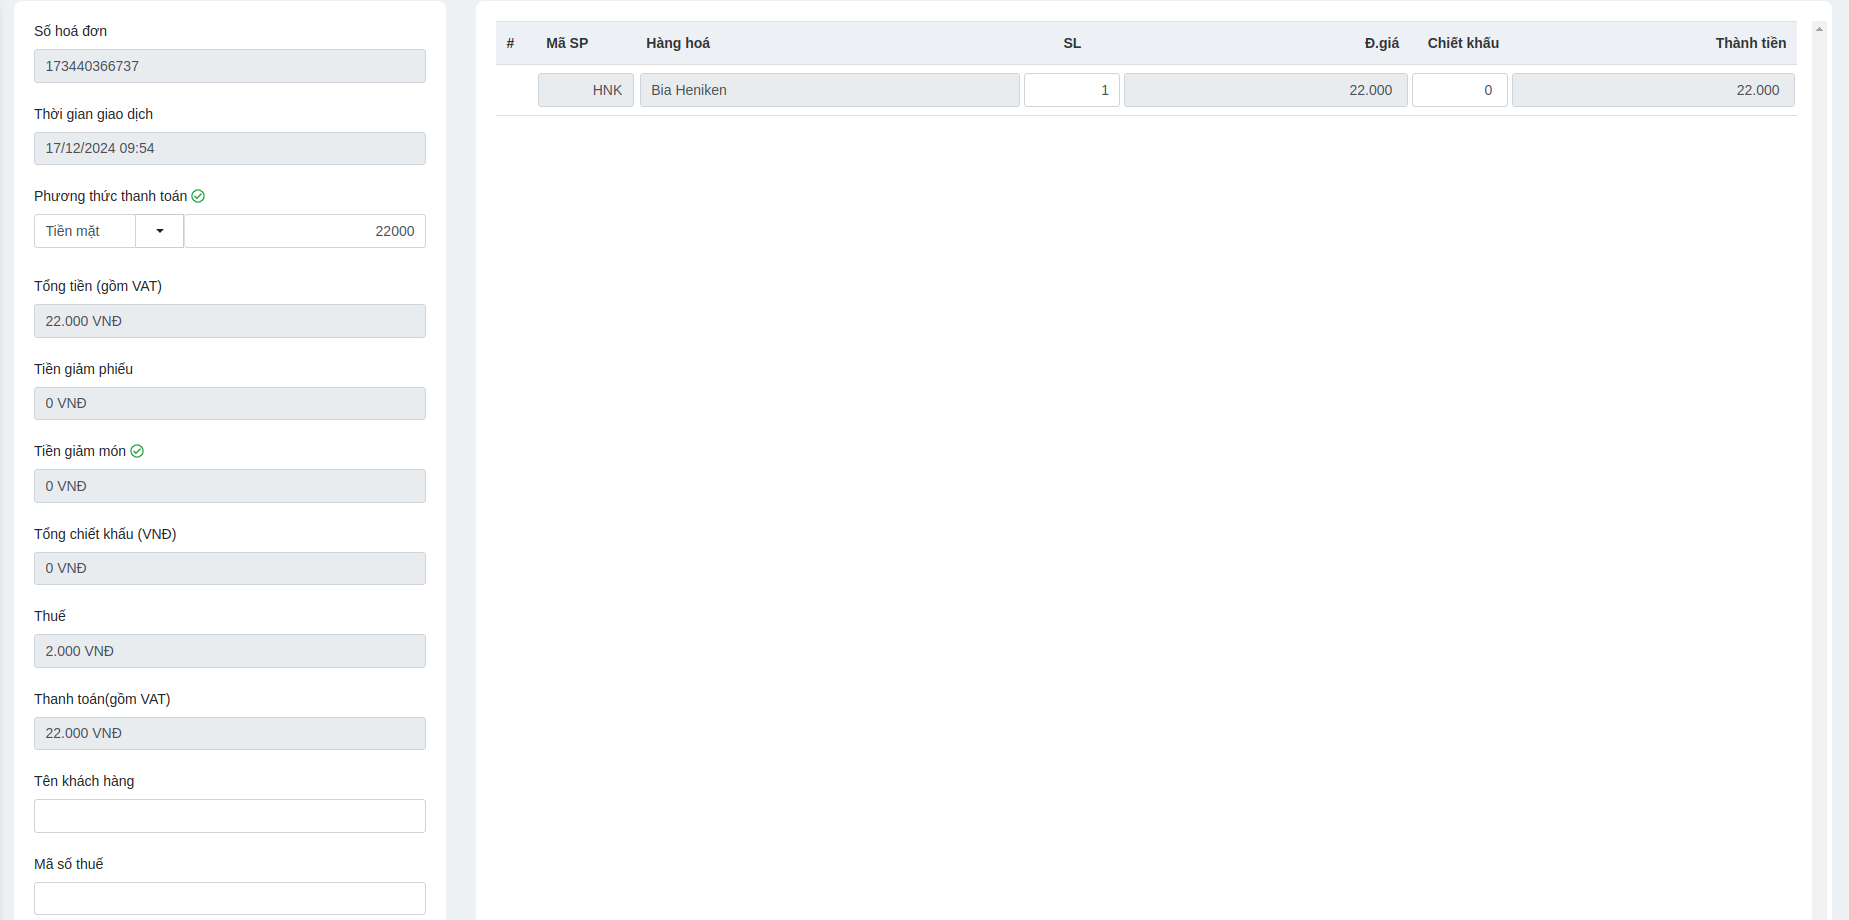 Số hoá đơn
173440366737
Thời gian giao dịch
17/12/2024 09:54
Phương thức thanh toán
Tiền mặt 22000
Tổng tiền (gồm VAT)
22.000 VNĐ
Tiền giảm phiếu
0 VNĐ
Tiền giảm món
0 VNĐ
Tổng chiết khấu (VNĐ)
0 VNĐ
Thuế
2.000 VNĐ
Thanh toán(gồm VAT)
22.000 VNĐ
Tên khách hàng
Mã số thuế
# Mã SP Hàng hoá SL Đ.giá Chiết khấu Thành tiền
HNK Bia Heniken 1 22.000 0 22.000